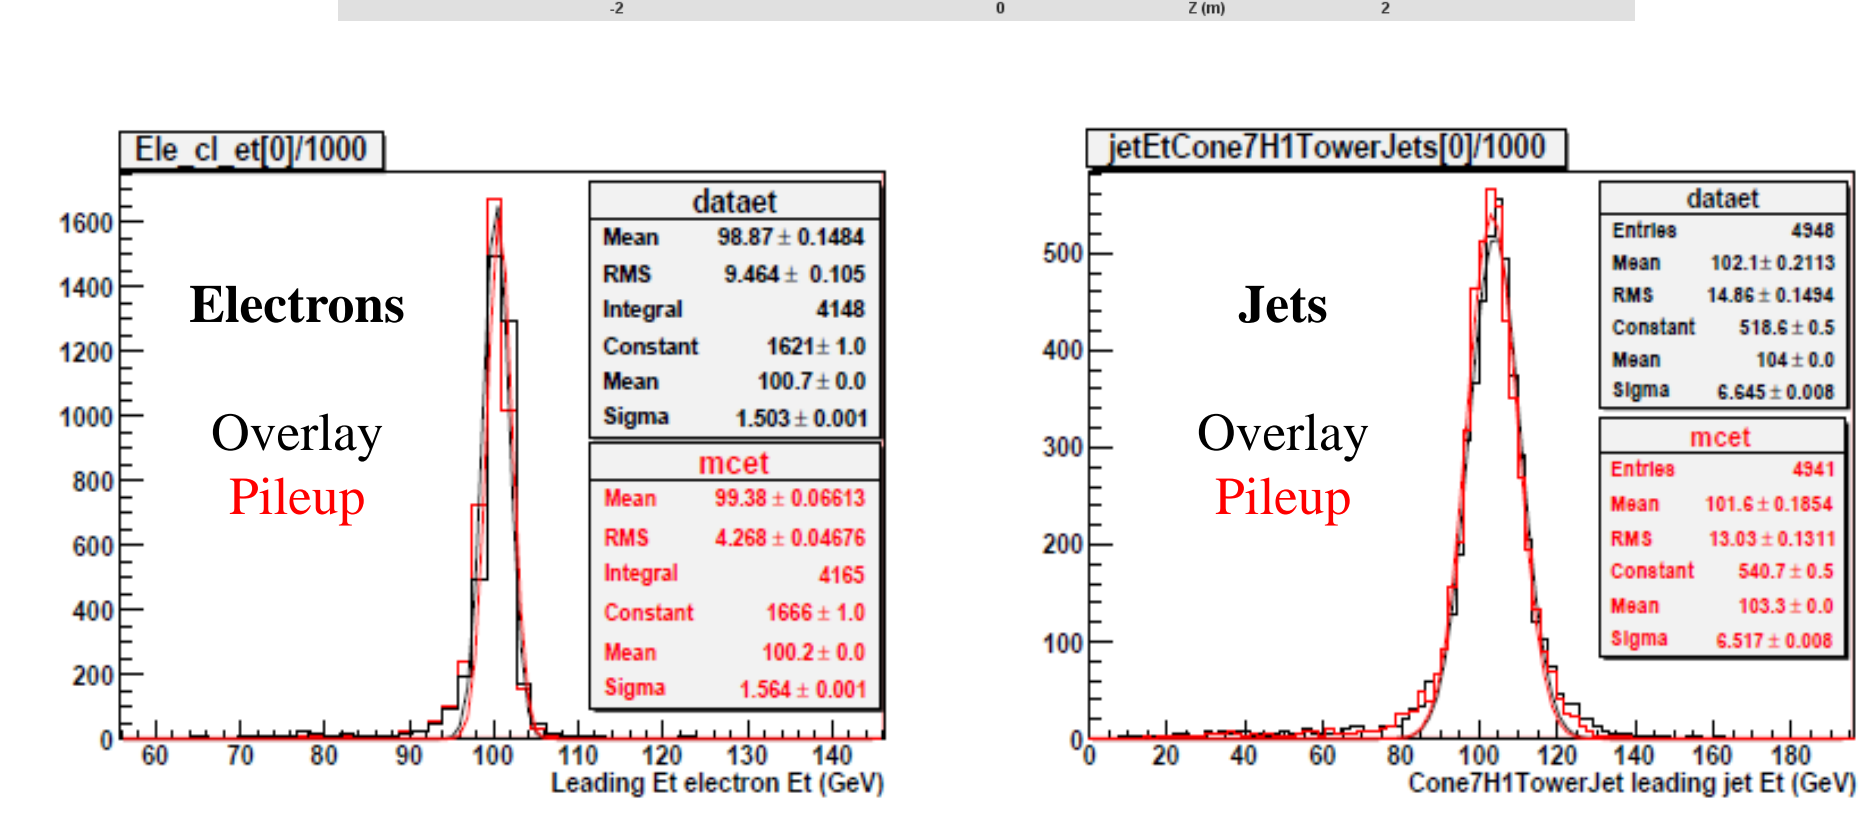 -2 0 Z (m) 2
Ele_cl_et[0]/1000
1600
1400
1200
1000
800
600
400
200
0
60 70 80 90 100 110 120 130 140
Leading Et electron Et (GeV)
Electrons
Overlay
Pileup
dataet
Mean 98.87 ± 0.1484
RMS 9.464 ± 0.105
Integral 4148
Constant 1621 ± 1.0
Mean 100.7 ± 0.0
Sigma 1.503 ± 0.001
mcet
Mean 99.38 ± 0.06613
RMS 4.268 ± 0.04676
Integral 4165
Constant 1666 ± 1.0
Mean 100.2 ± 0.0
Sigma 1.564 ± 0.001
jetEtCone7H1TowerJets[0]/1000
500
400
300
200
100
0
0 20 40 60 80 100 120 140 160 180
Cone7H1TowerJet leading jet Et (GeV)
Jets
Overlay
Pileup
dataet
Entries 4948
Mean 102.1 ± 0.2113
RMS 14.86 ± 0.1494
Constant 518.6 ± 0.5
Mean 104 ± 0.0
Sigma 6.645 ± 0.008
mcet
Entries 4941
Mean 101.6 ± 0.1854
RMS 13.03 ± 0.1311
Constant 540.7 ± 0.5
Mean 103.3 ± 0.0
Sigma 6.517 ± 0.008